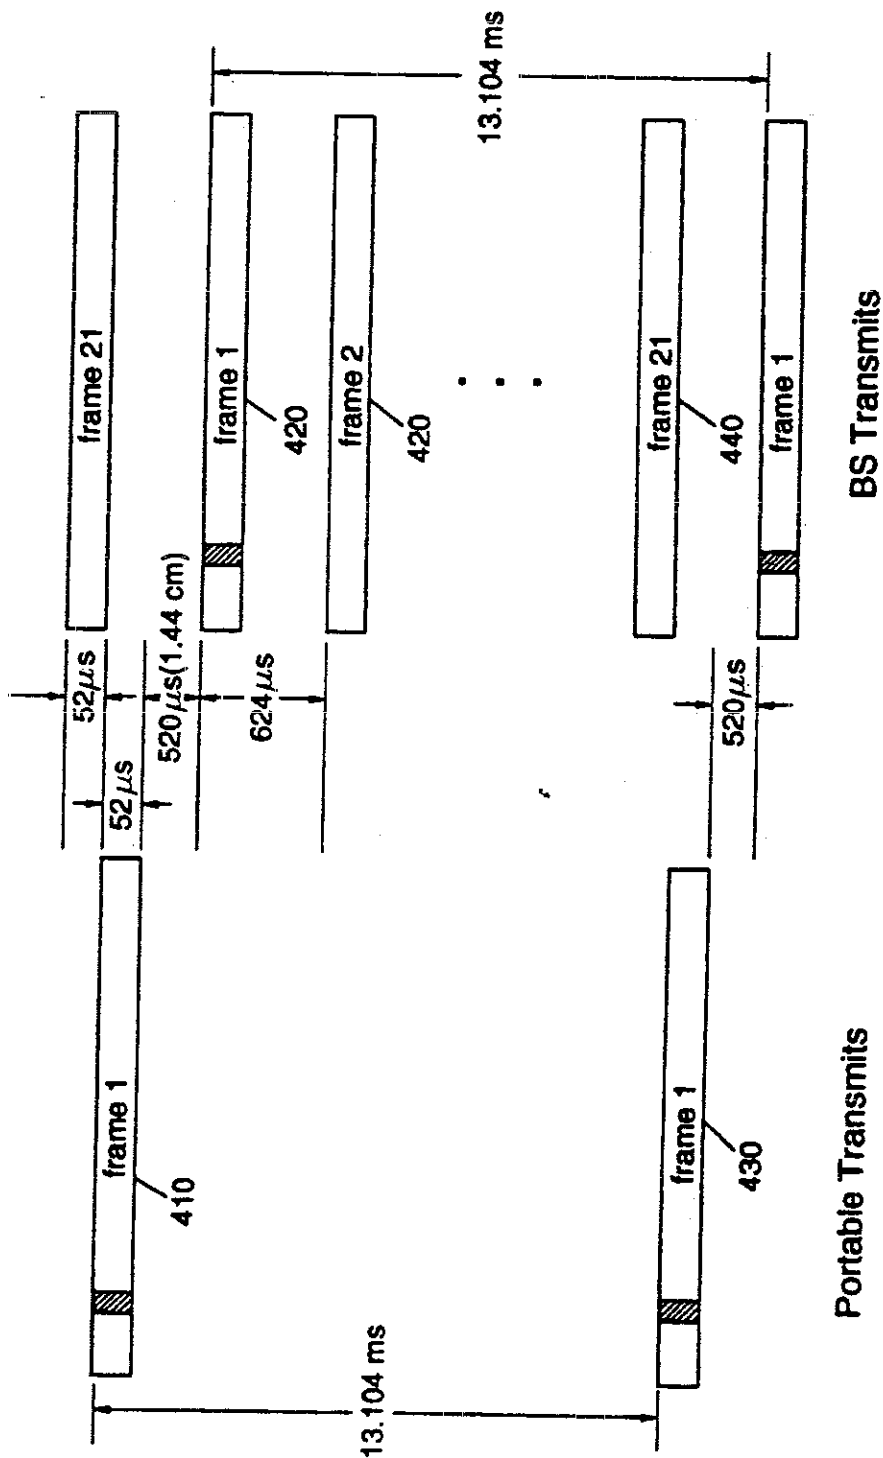 frame 21
frame 1
420
frame 2
420
frame 21
440
frame 1
13.104 ms
BS Transmits
52μs
52μs
520μs(1.44 cm)
624μs
520μs
frame 1
410
frame 1
430
13.104 ms
Portable Transmits